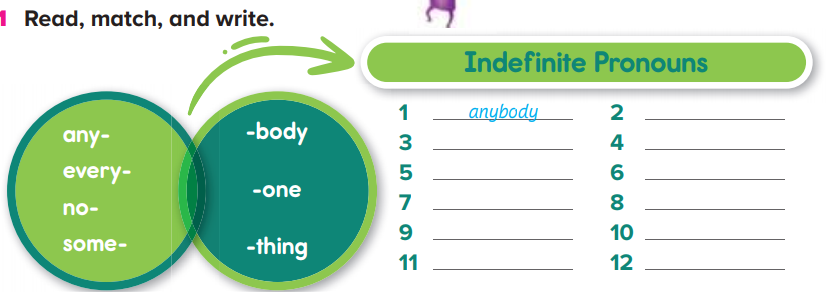 1 Read, match, and write.
Indefinite Pronouns
any-
every-
no-
some-
-body
-one
-thing
1 anybody 2
3 4
5 6
7 8
9 10
11 12